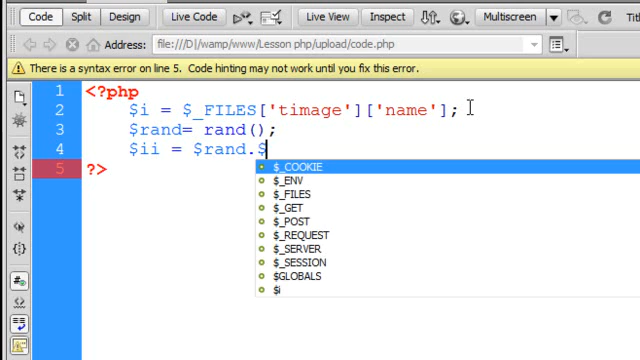 Code Split Design Live Code Live View Inspect Multiscreen
Address: file:///D|/wamp/www/Lesson php/upload/code.php
There is a syntax error on line 5. Code hinting may not work until you fix this error.
1 <?php
2 $i = $_FILES['timage']['name'];
3 $rand= rand();
4 $ii = $rand.$
5 ?>
$_COOKIE
$_ENV
$_FILES
$_GET
$_POST
$_REQUEST
$_SERVER
$_SESSION
$GLOBALS
$i